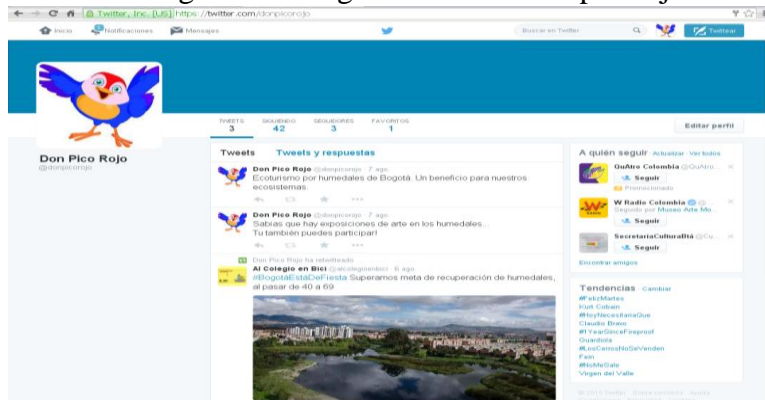 Twitter, Inc. [US] https://twitter.com/donpicorojo
Inicio Notificaciones Mensajes Buscar en Twitter Twittear
TWEETS SIGUIENDO SEGUIDORES FAVORITOS
3 42 3 1
Editar perfil
Don Pico Rojo
@donpicorojo
Tweets Tweets y respuestas
Don Pico Rojo @donpicorojo · 7 ago.
Ecoturismo por humedales de Bogotá. Un beneficio para nuestros
ecosistemas.
Don Pico Rojo @donpicorojo · 7 ago.
Sabias que hay exposiciones de arte en los humedales...
Tu también puedes participar!
Don Pico Rojo ha retwitteado
Al Colegio en Bici @alcolegioenbici · 6 ago.
#BogotáEstáDeFiesta Superamos meta de recuperación de humedales,
al pasar de 40 a 69
A quién seguir · Actualizar · Ver todos
QuAtro Colombia @QuAtro...
Seguir
Promocionado
W Radio Colombia @...
Seguido por Museo Arte Mo...
Seguir
SecretaríaCulturaBtá @Cu...
Seguir
Encontrar amigos
Tendencias · Cambiar
#FelizMartes
Kurt Cobain
#HoyNecesitariaQue
Claudio Bravo
#1YearSinceFireproof
Guardiola
#LosCerrosNoSeVenden
#NoMeSale
Virgen del Valle